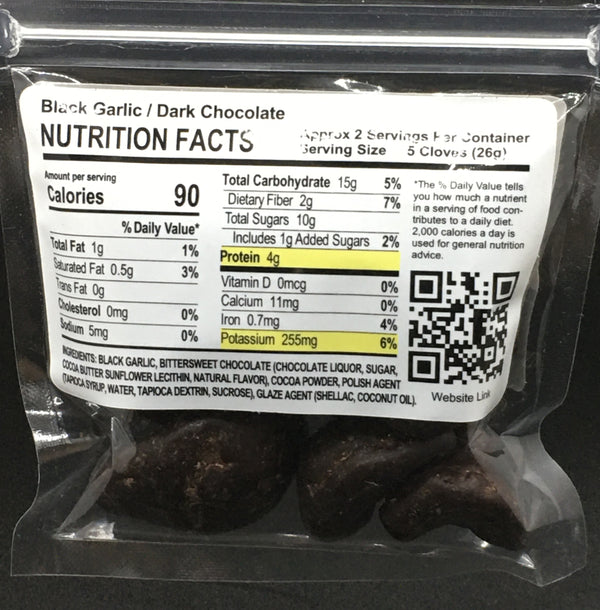 Black Garlic / Dark Chocolate
NUTRITION FACTS
Approx 2 Servings Per Container
Serving Size 5 Cloves (26g)
Amount per serving
Calories 90
% Daily Value*
Total Fat 1g 1%
Saturated Fat 0.5g 3%
Trans Fat 0g
Cholesterol 0mg 0%
Sodium 5mg 0%
Total Carbohydrate 15g 5%
Dietary Fiber 2g 7%
Total Sugars 10g
Includes 1g Added Sugars 2%
Protein 4g
Vitamin D 0mcg 0%
Calcium 11mg 0%
Iron 0.7mg 4%
Potassium 255mg 6%
*The % Daily Value tells
you how much a nutrient
in a serving of food con-
tributes to a daily diet.
2,000 calories a day is
used for general nutrition
advice.
Website Link
INGREDIENTS: BLACK GARLIC, BITTERSWEET CHOCOLATE (CHOCOLATE LIQUOR, SUGAR,
COCOA BUTTER SUNFLOWER LECITHIN, NATURAL FLAVOR), COCOA POWDER, POLISH AGENT
(TAPIOCA SYRUP, WATER, TAPIOCA DEXTRIN, SUCROSE), GLAZE AGENT (SHELLAC, COCONUT OIL).